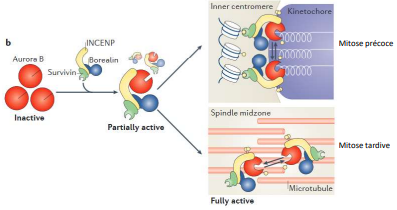 b
Aurora B
INCENP
Borealin
Survivin
Inactive
Partially active
Inner centromere
Kinetochore
Mitose précoce
Spindle midzone
Mitose tardive
Microtubule
Fully active